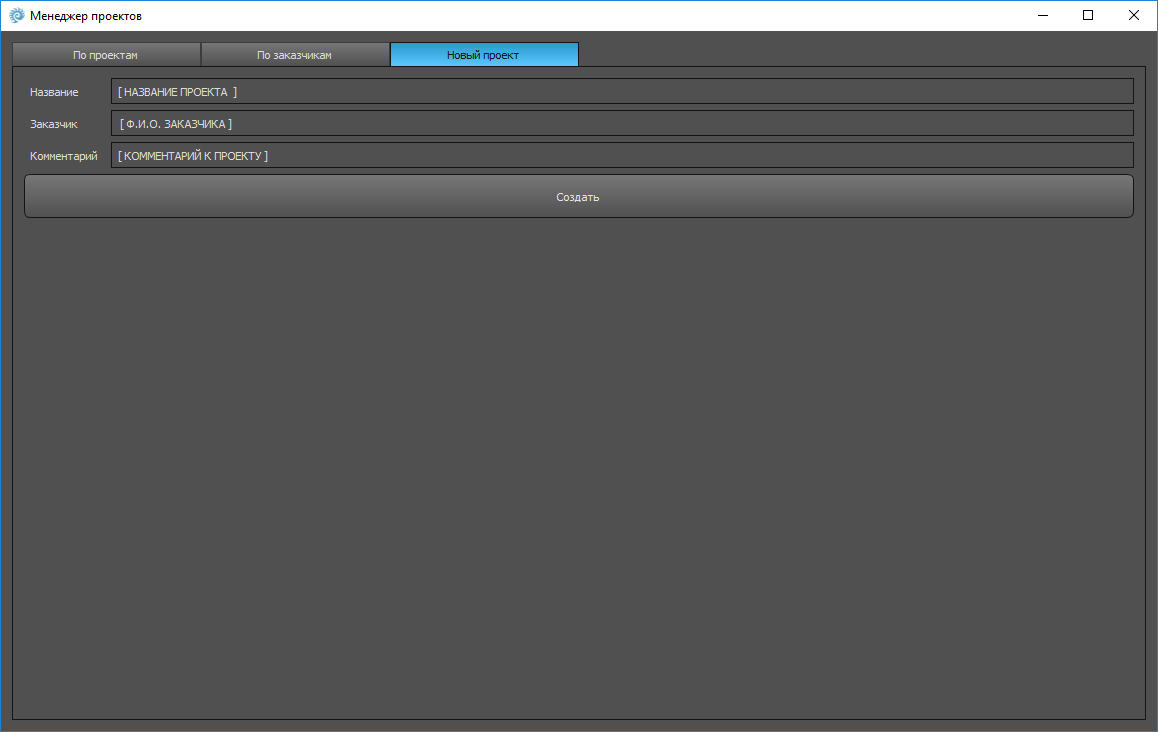 Менеджер проектов
По проектам По заказчикам Новый проект
Название [ НАЗВАНИЕ ПРОЕКТА ]
Заказчик [ Ф.И.О. ЗАКАЗЧИКА ]
Комментарий [ КОММЕНТАРИЙ К ПРОЕКТУ ]
Создать